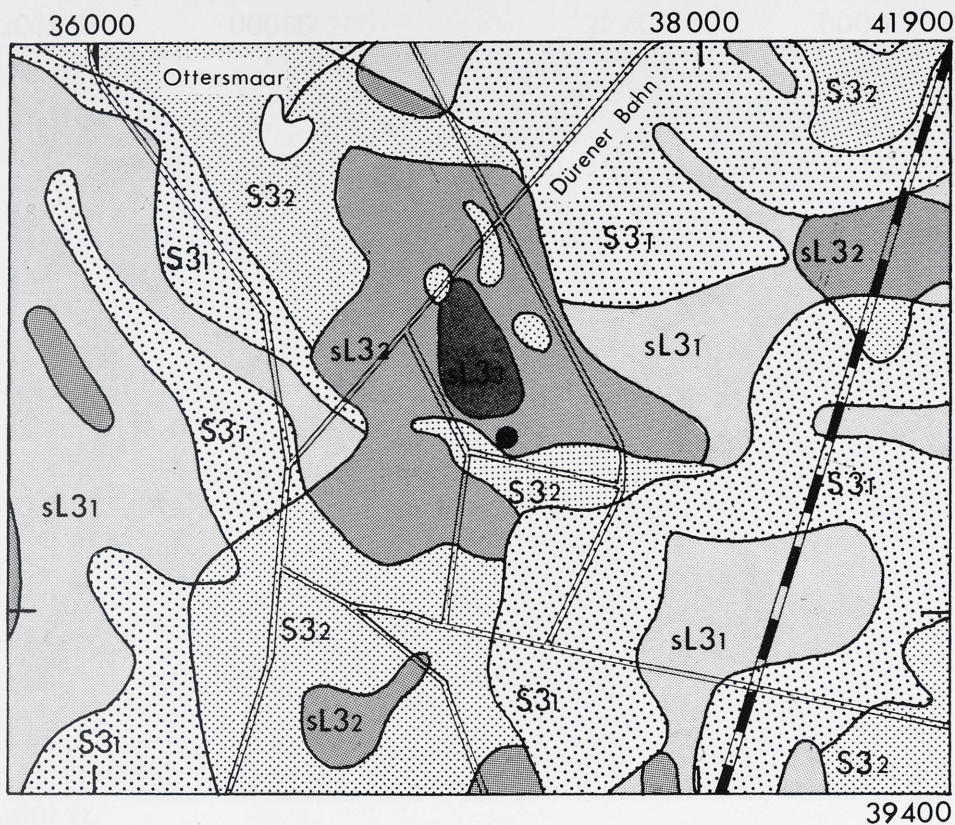 36000
38000
41900
Ottersmaar
S32
Dürener Bahn
S32
S31
S31
sL32
sL32
sL31
sL33
S31
S32
S31
sL31
S32
sL31
sL32
S31
S31
S32
39400